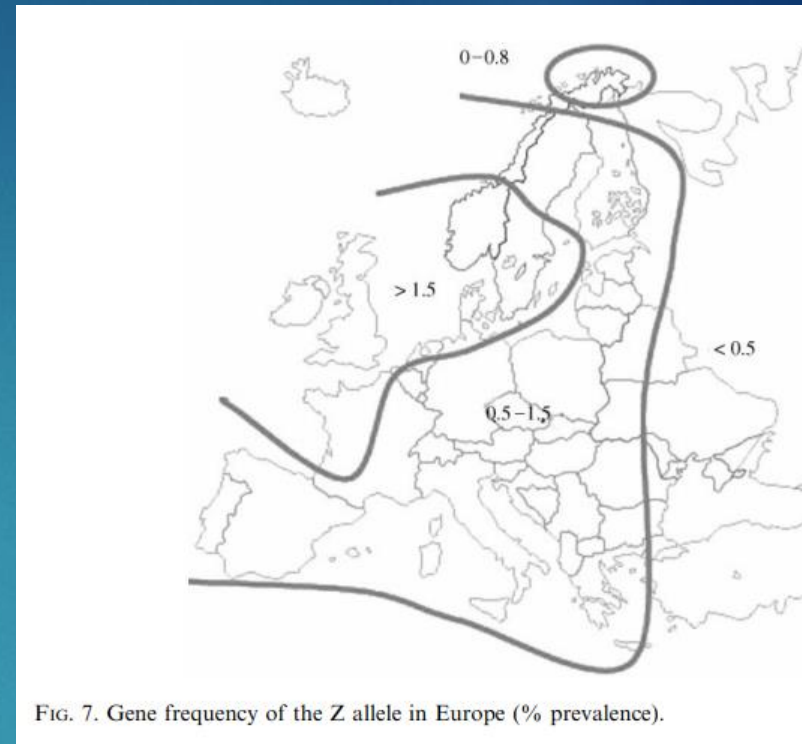 0-0.8
> 1.5
< 0.5
0.5-1.5
FIG. 7. Gene frequency of the Z allele in Europe (% prevalence).